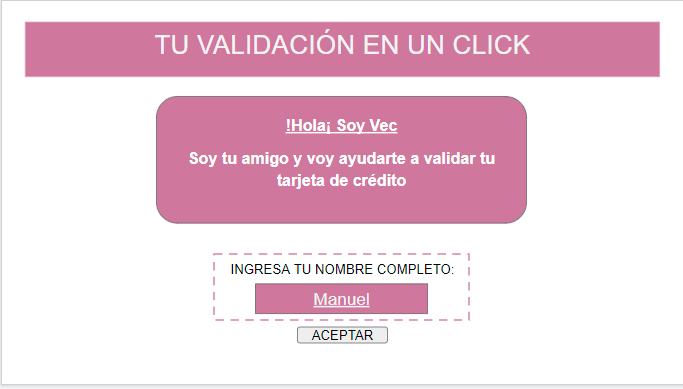 TU VALIDACIÓN EN UN CLICK
!Hola¡ Soy Vec
Soy tu amigo y voy ayudarte a validar tu
tarjeta de crédito
INGRESA TU NOMBRE COMPLETO:
Manuel
ACEPTAR